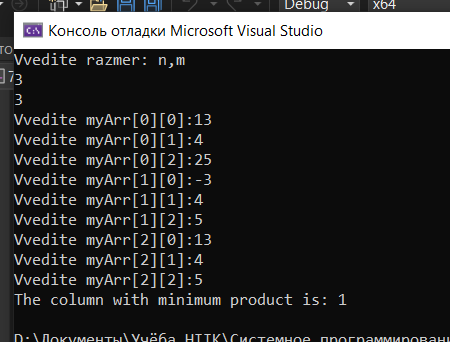 Debug x64
Консоль отладки Microsoft Visual Studio
Vvedite razmer: n,m
3
3
Vvedite myArr[0][0]:13
Vvedite myArr[0][1]:4
Vvedite myArr[0][2]:25
Vvedite myArr[1][0]:-3
Vvedite myArr[1][1]:4
Vvedite myArr[1][2]:5
Vvedite myArr[2][0]:13
Vvedite myArr[2][1]:4
Vvedite myArr[2][2]:5
The column with minimum product is: 1
D:\Документы\Учёба НТТК\Системное программирован